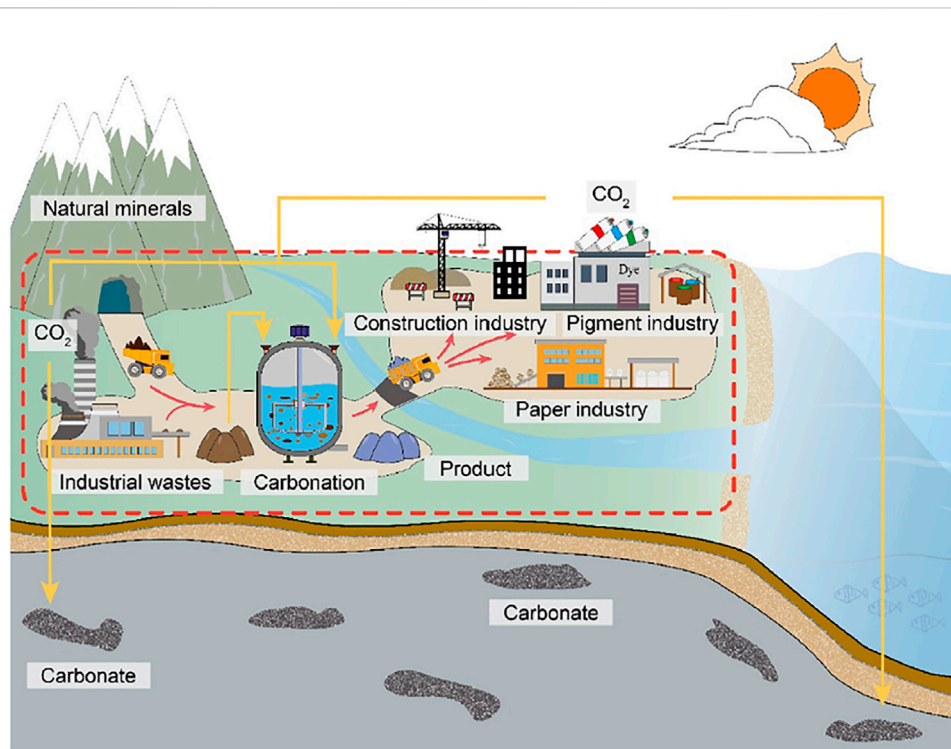 Natural minerals
CO₂
CO₂
Dye
Construction industry
Pigment industry
Paper industry
Industrial wastes
Carbonation
Product
Carbonate
Carbonate